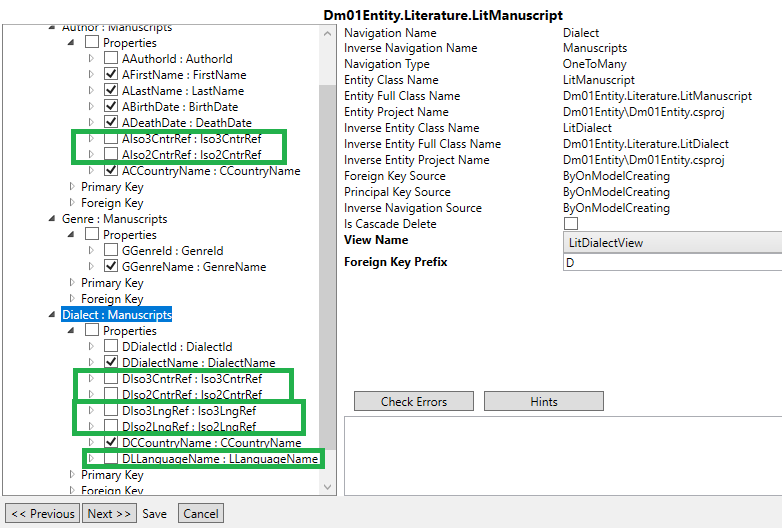 Dm01Entity.Literature.LitManuscript
Author : Manuscripts
Properties
AAuthorId : AuthorId
AFirstName : FirstName
ALastName : LastName
ABirthDate : BirthDate
ADeathDate : DeathDate
AIso3CntrRef : Iso3CntrRef
AIso2CntrRef : Iso2CntrRef
ACCountryName : CCountryName
Primary Key
Foreign Key
Genre : Manuscripts
Properties
GGenreId : GenreId
GGenreName : GenreName
Primary Key
Foreign Key
Dialect : Manuscripts
Properties
DDialectId : DialectId
DDialectName : DialectName
DIso3CntrRef : Iso3CntrRef
DIso2CntrRef : Iso2CntrRef
DIso3LngRef : Iso3LngRef
DIso2LngRef : Iso2LngRef
DCCountryName : CCountryName
DLLanguageName : LLanguageName
Primary Key
Foreign Key
Navigation Name Dialect
Inverse Navigation Name Manuscripts
Navigation Type OneToMany
Entity Class Name LitManuscript
Entity Full Class Name Dm01Entity.Literature.LitManuscript
Entity Project Name Dm01Entity\Dm01Entity.csproj
Inverse Entity Class Name LitDialect
Inverse Entity Full Class Name Dm01Entity.Literature.LitDialect
Inverse Entity Project Name Dm01Entity\Dm01Entity.csproj
Foreign Key Source ByOnModelCreating
Principal Key Source ByOnModelCreating
Inverse Navigation Source ByOnModelCreating
Is Cascade Delete
View Name LitDialectView
Foreign Key Prefix D
Check Errors Hints
<< Previous Next >> Save Cancel